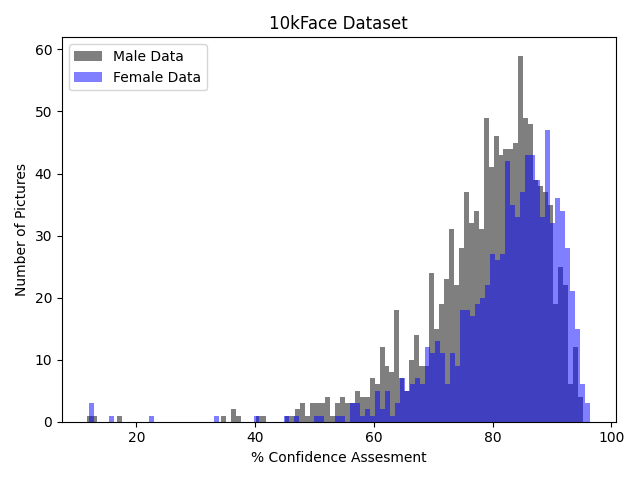 10kFace Dataset
Male Data
Female Data
Number of Pictures
60
50
40
30
20
10
0
20 40 60 80 100
% Confidence Assesment